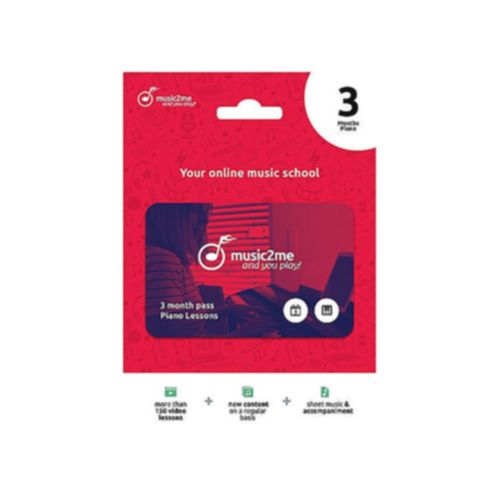 music2me
and you play!
3
Months
Piano
Your online music school
music2me
and you play!
3 month pass
Piano Lessons
3
more than
150 video
lessons
+
new content
on a regular
basis
+
sheet music &
accompaniment